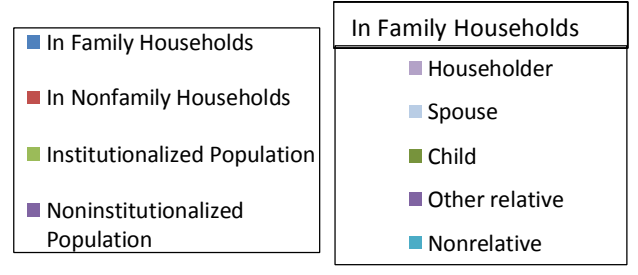 In Family Households
In Nonfamily Households
Institutionalized Population
Noninstitutionalized
Population
In Family Households
Householder
Spouse
Child
Other relative
Nonrelative